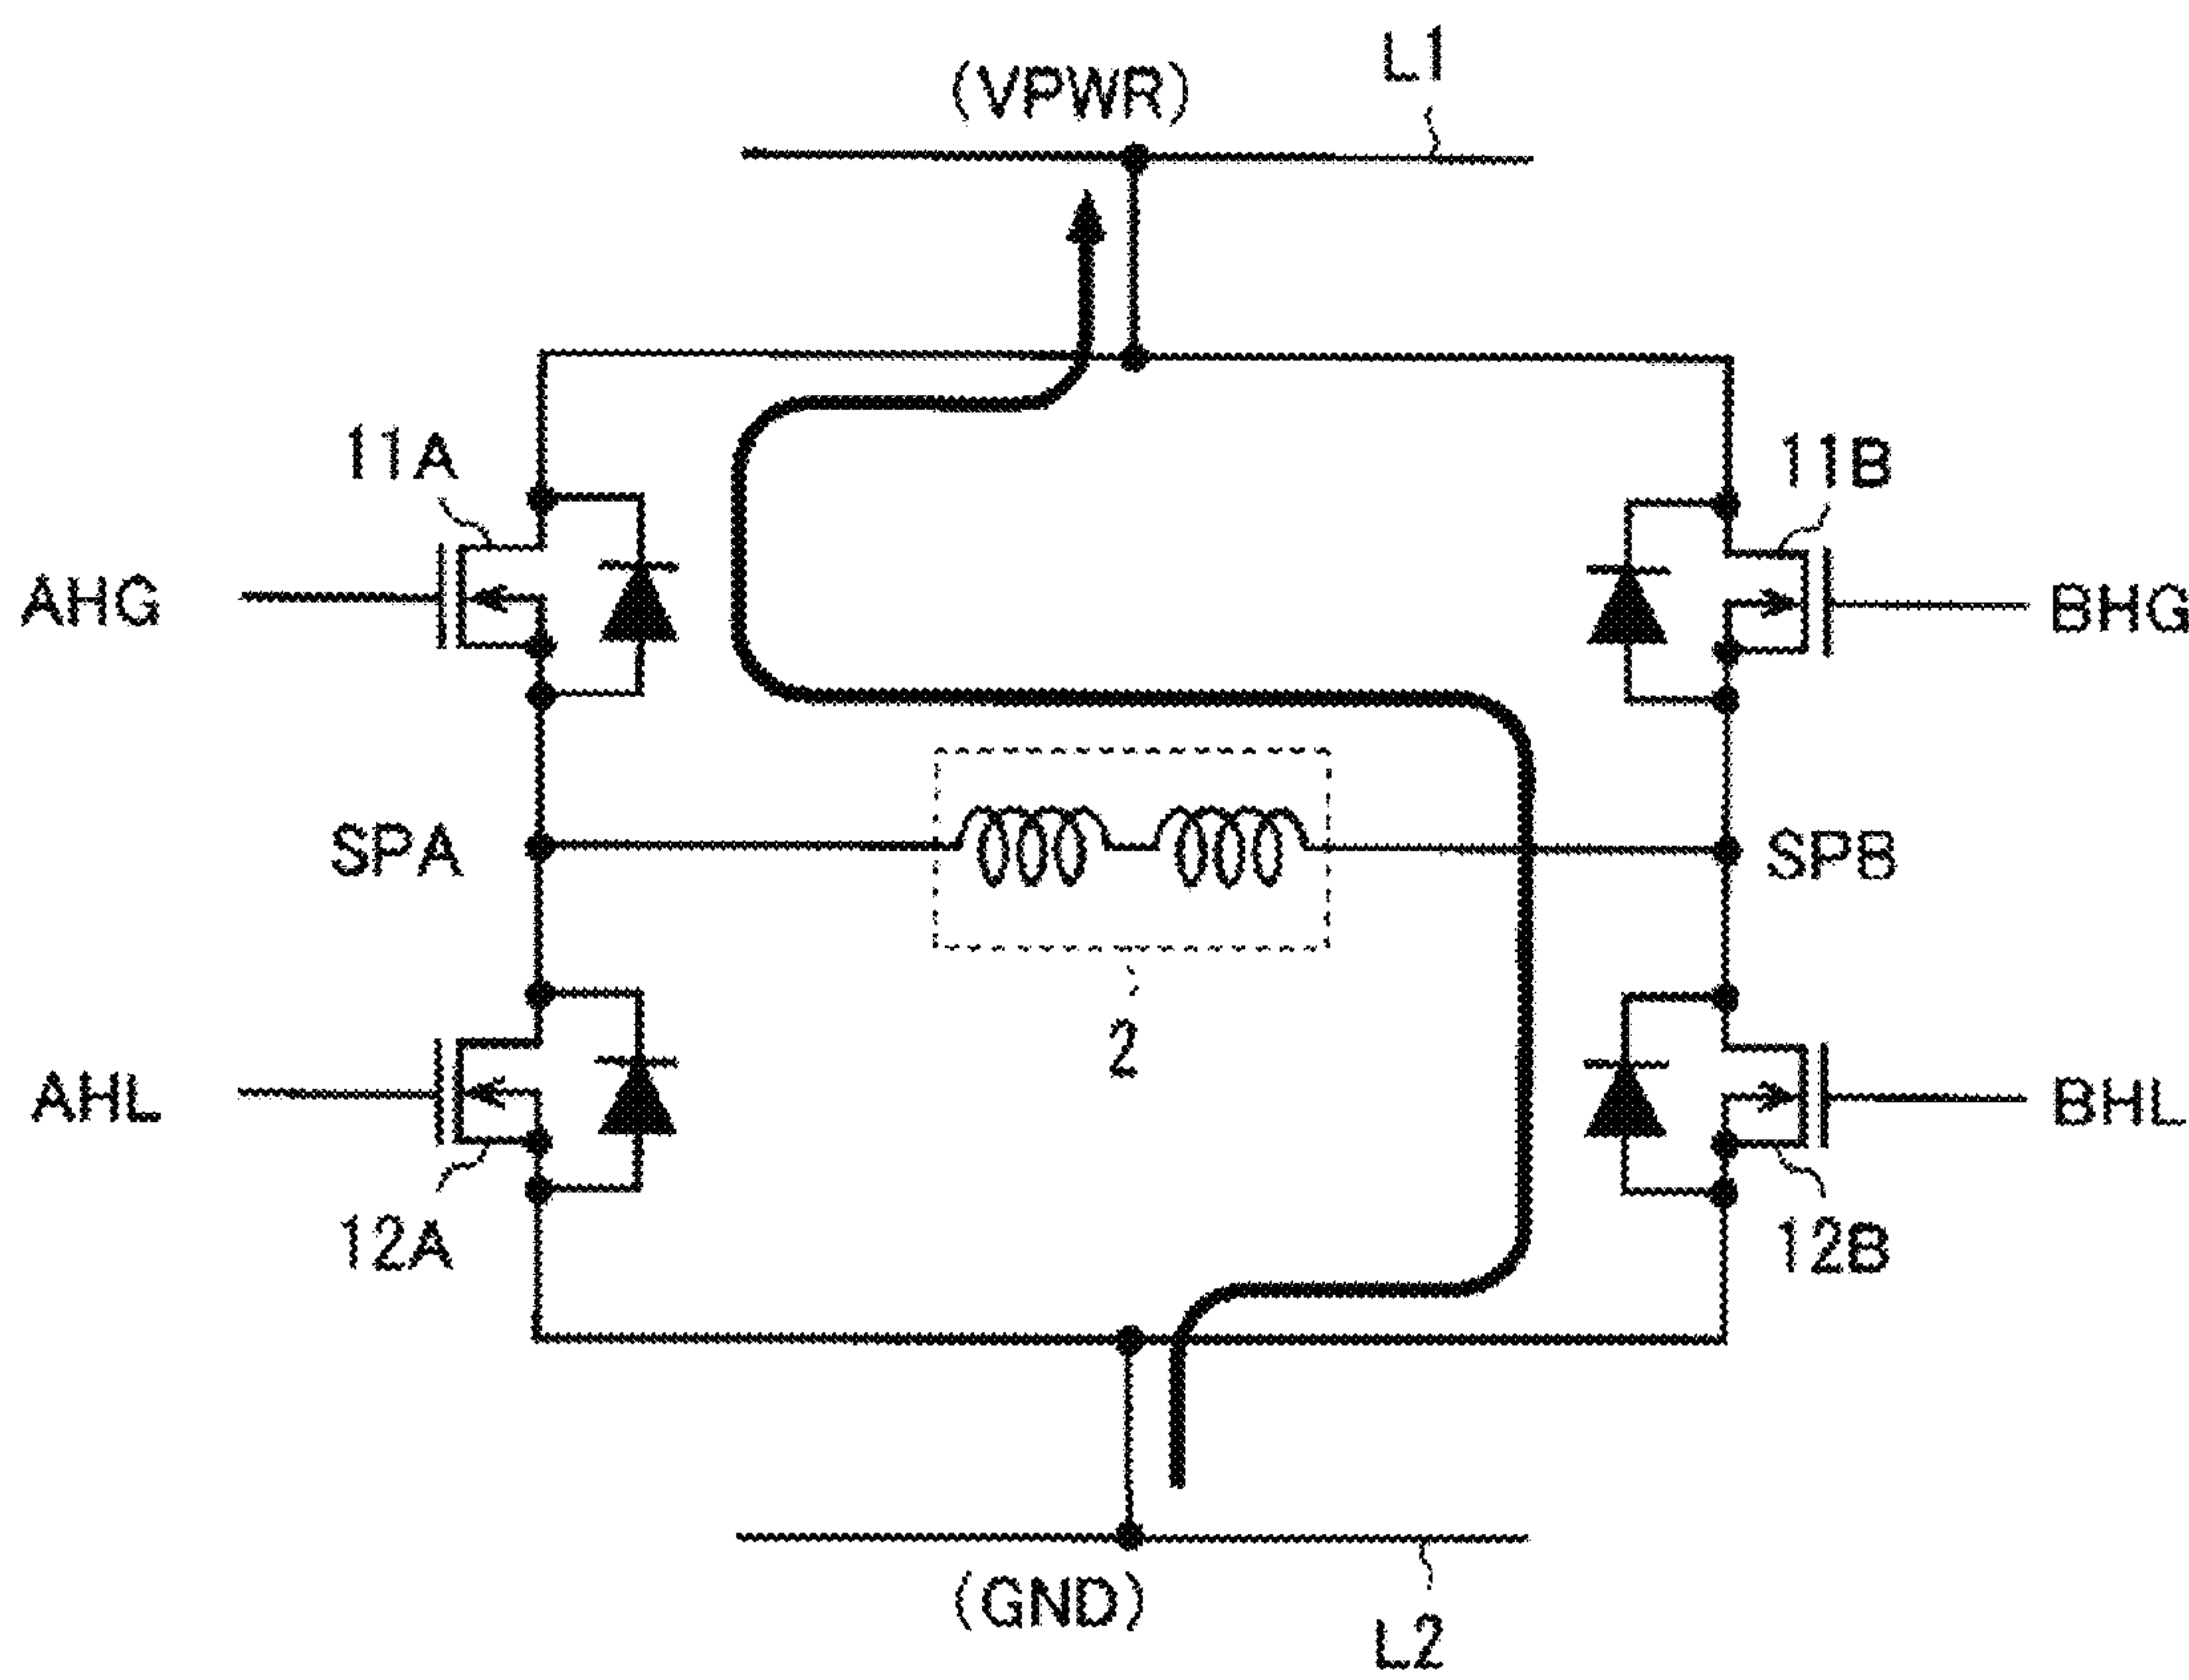 L1
(VPWR)
11A
11B
AHG
BHG
SPA
SPB
2
AHL
BHL
12A
12B
(GND)
L2